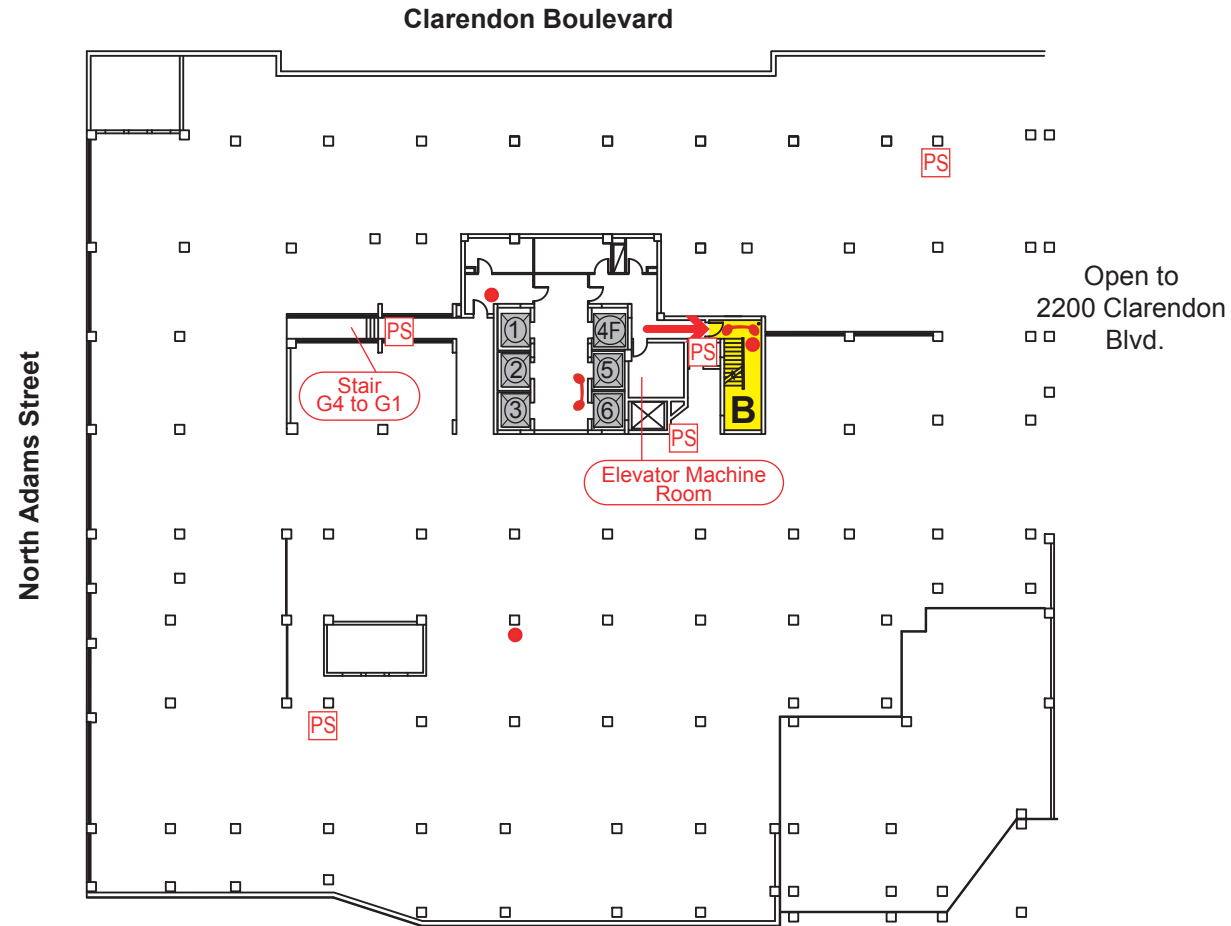 Clarendon Boulevard
PS
Open to
2200 Clarendon
Blvd.
North Adams Street
1
4F
PS
PS
2
5
Stair
G4 to G1
3
6
B
PS
Elevator Machine
Room
PS